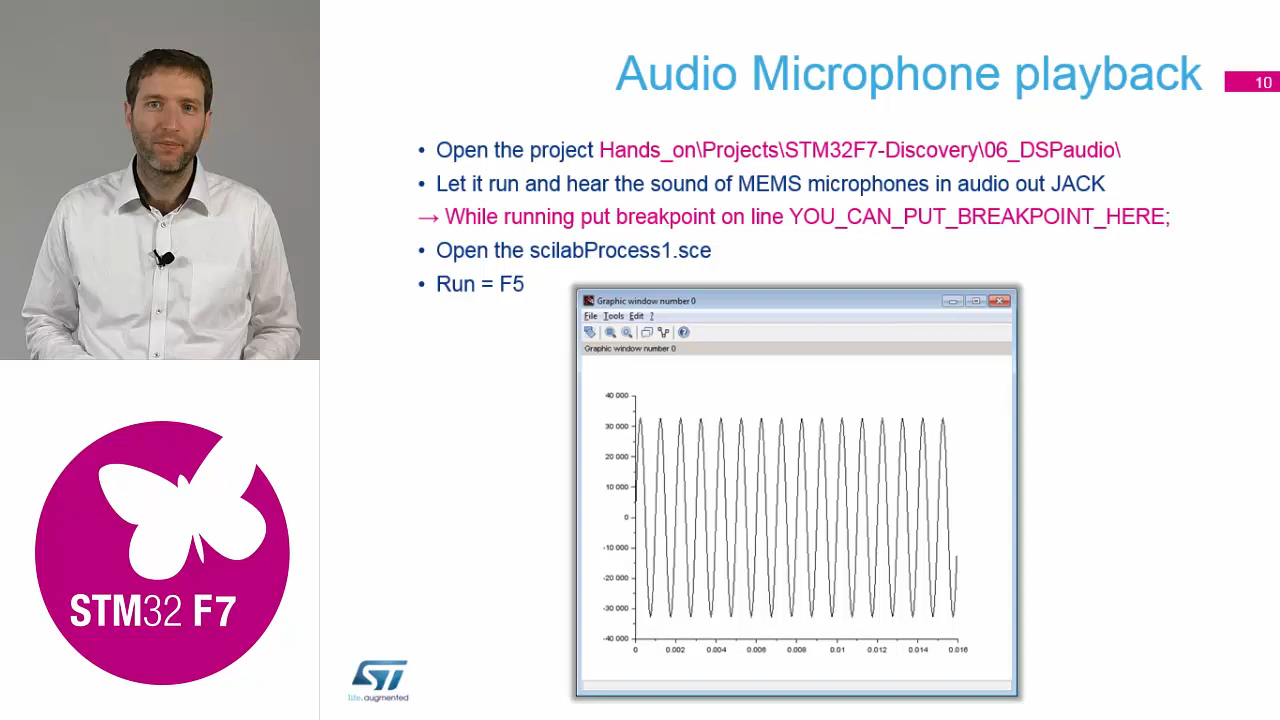 Audio Microphone playback
10
• Open the project Hands_on\Projects\STM32F7-Discovery\06_DSPaudio\
• Let it run and hear the sound of MEMS microphones in audio out JACK
→ While running put breakpoint on line YOU_CAN_PUT_BREAKPOINT_HERE;
• Open the scilabProcess1.sce
• Run = F5
Graphic window number 0
File Tools Edit ?
Graphic window number 0
40 000
30 000
20 000
10 000
0
-10 000
-20 000
-30 000
-40 000
0 0.002 0.004 0.006 0.008 0.01 0.012 0.014 0.016
STM32 F7
ST
life.augmented